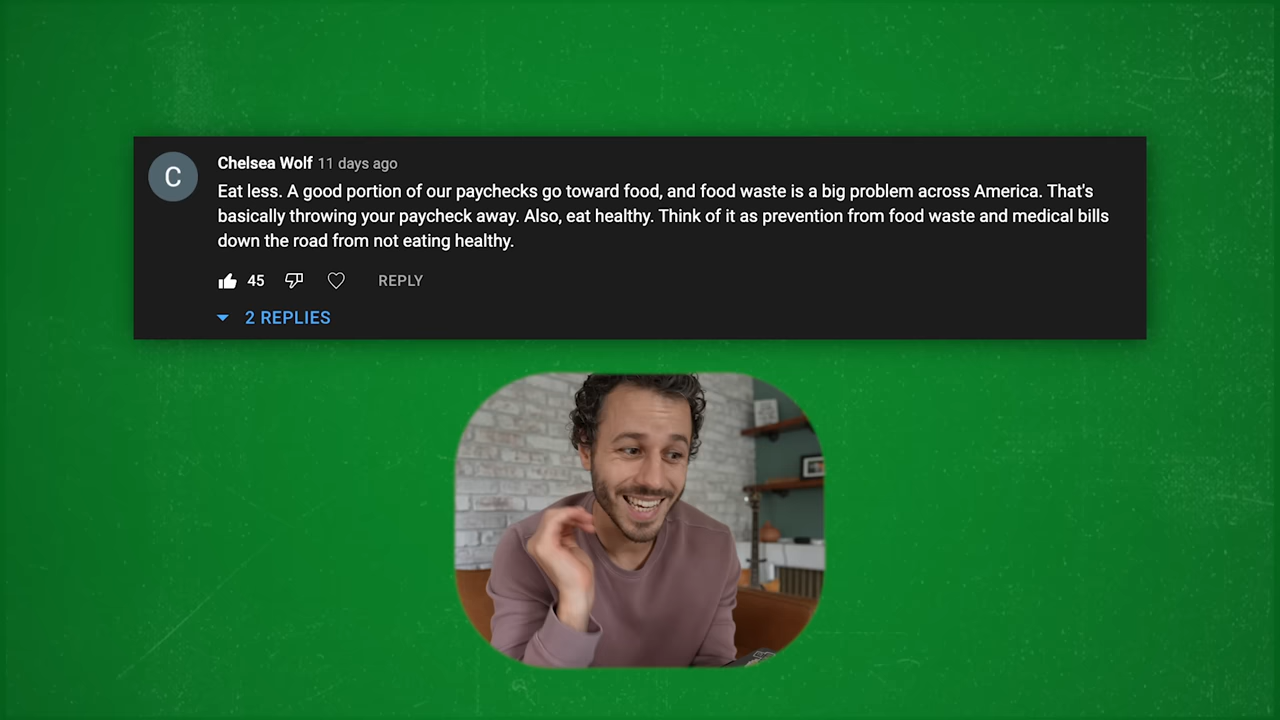 C
Chelsea Wolf 11 days ago
Eat less. A good portion of our paychecks go toward food, and food waste is a big problem across America. That's
basically throwing your paycheck away. Also, eat healthy. Think of it as prevention from food waste and medical bills
down the road from not eating healthy.
45 REPLY
2 REPLIES